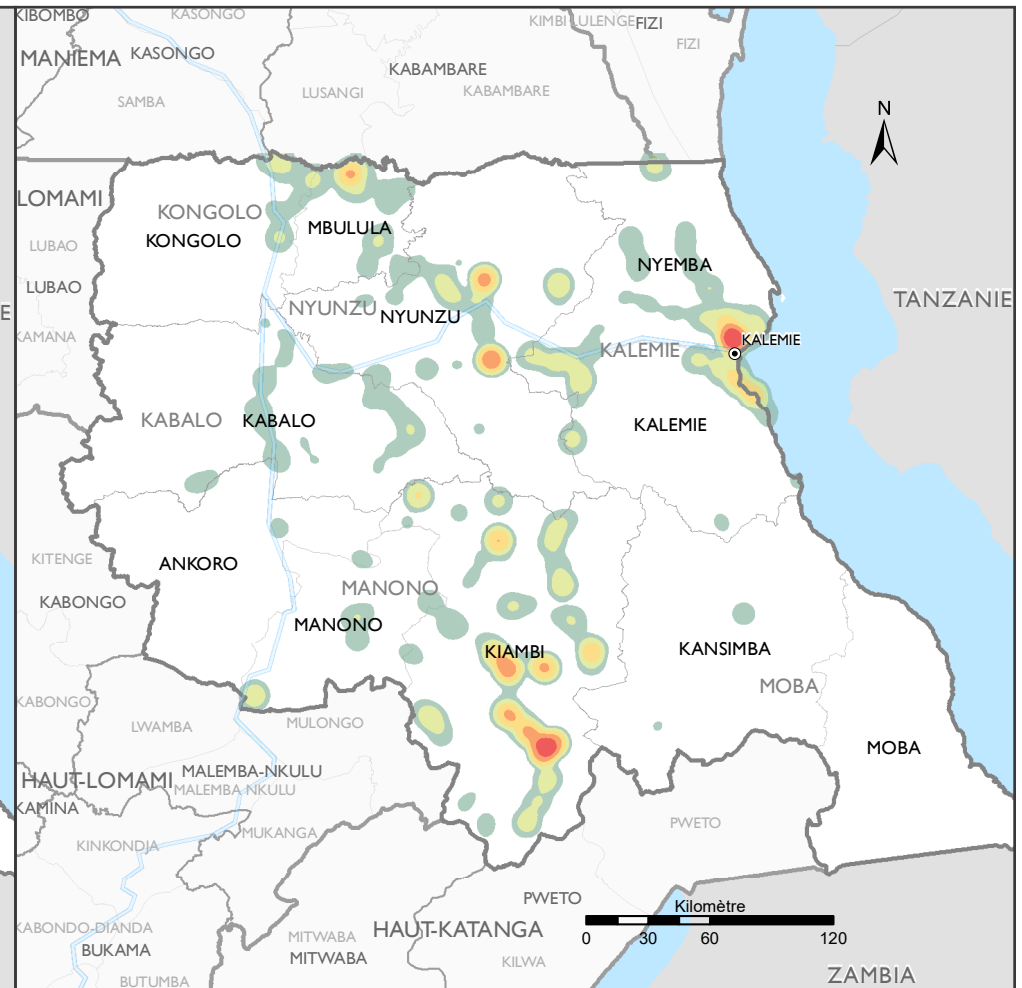 KIBOMBO
KASONGO
KIMBI LULENGE
FIZI
MANIEMA
KASONGO
FIZI
KABAMBARE
LUSANGI
KABAMBARE
SAMBA
N
LOMAMI
KONGOLO
MBULULA
KONGOLO
LUBAO
NYEMBA
LUBAO
TANZANIE
E
NYUNZU
NYUNZU
KAMANA
KALEMIE
KALEMIE
KABALO
KABALO
KALEMIE
KITENGE
ANKORO
MANONO
KABONGO
MANONO
KIAMBI
KANSIMBA
MOBA
KABONGO
LWAMBA
MULONGO
MOBA
HAUT-LOMAMI
MALEMBA-NKULU
MALEMBA NKULU
KAMINA
MUKANGA
PWETO
KINKONDJA
PWETO
Kilomètre
KABONDO-DIANDA
HAUT-KATANGA
MITWABA
0 30 60 120
BUKAMA
MITWABA
KILWA
BUTUMBA
ZAMBIA